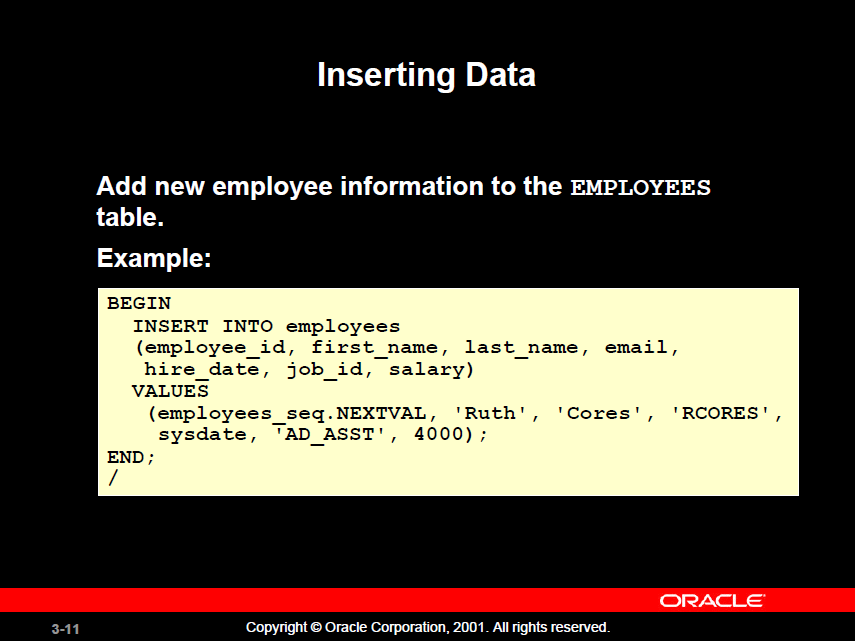 Inserting Data
Add new employee information to the EMPLOYEES
table.
Example:
BEGIN
  INSERT INTO employees
  (employee_id, first_name, last_name, email,
   hire_date, job_id, salary)
  VALUES
   (employees_seq.NEXTVAL, 'Ruth', 'Cores', 'RCORES',
    sysdate, 'AD_ASST', 4000);
END;
/
ORACLE
3-11 Copyright © Oracle Corporation, 2001. All rights reserved.